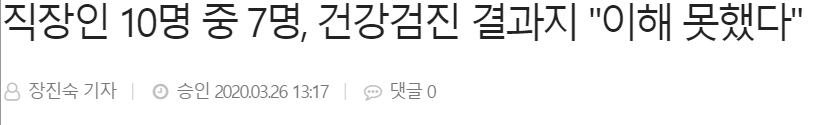 직장인 10명 중 7명, 건강검진 결과지 "이해 못했다"
장진숙 기자 승인 2020.03.26 13:17 댓글 0